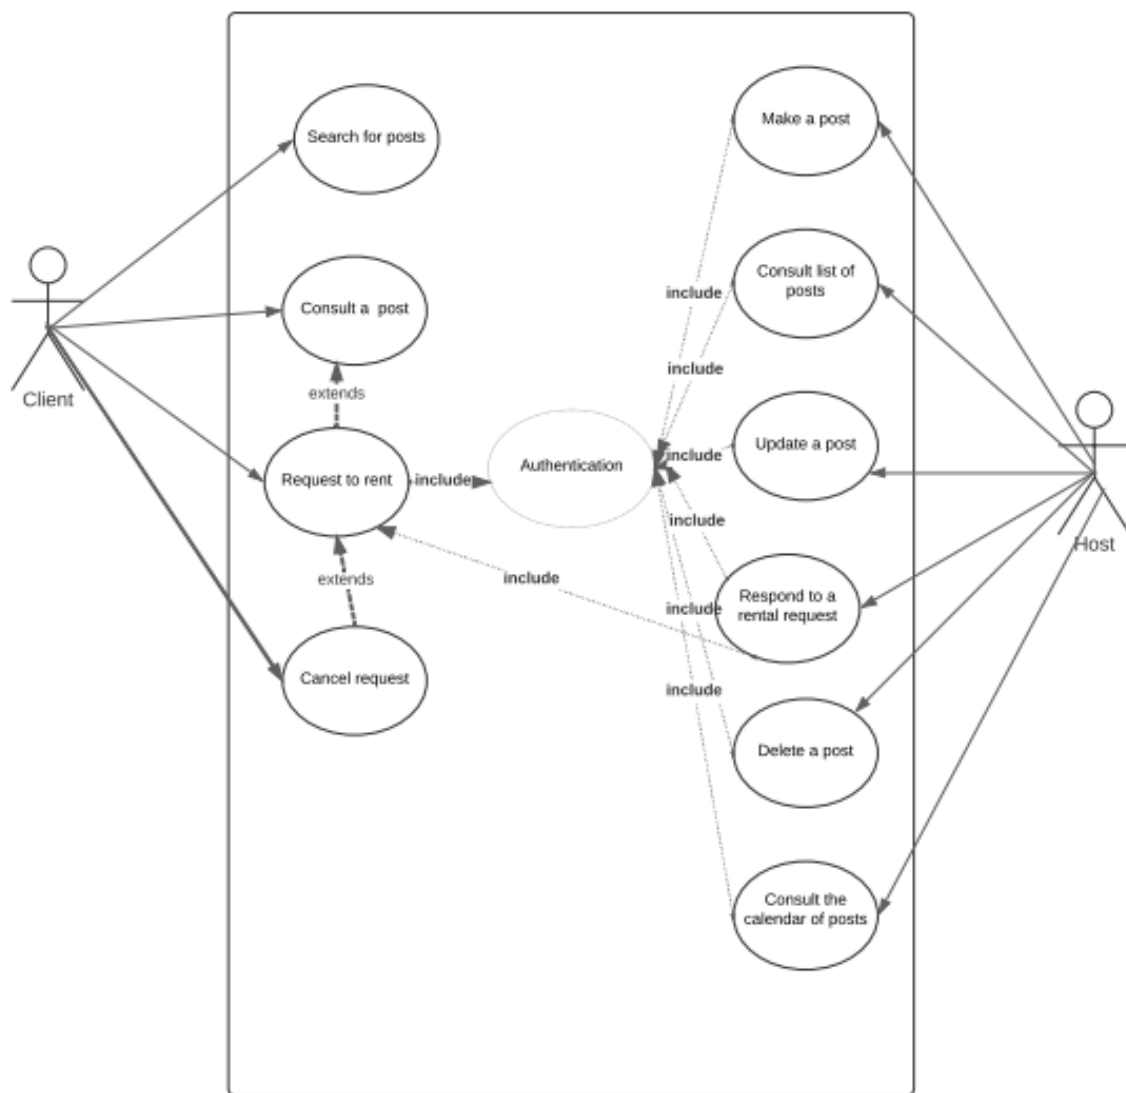 Search for posts
Make a post
Consult list of
posts
include
Consult a  post
include
Client
extends
Update a post
include
Authentication
Request to rent
include
include
Host
extends
include
Respond to a
rental request
include
Cancel request
include
Delete a post
Consult the
calendar of posts